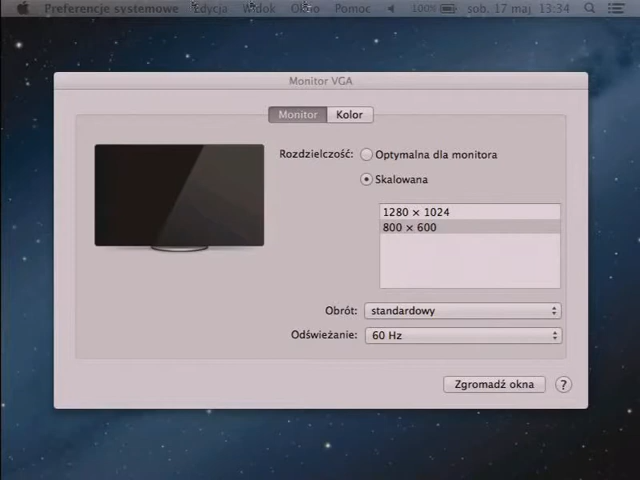 Preferencje systemowe Edycja Widok Okno Pomoc 100% sob. 17 maj 13:34
Monitor VGA
Monitor Kolor
Rozdzielczość: Optymalna dla monitora
Skalowana
1280 × 1024
800 × 600
Obrót: standardowy
Odświeżanie: 60 Hz
Zgromadź okna ?